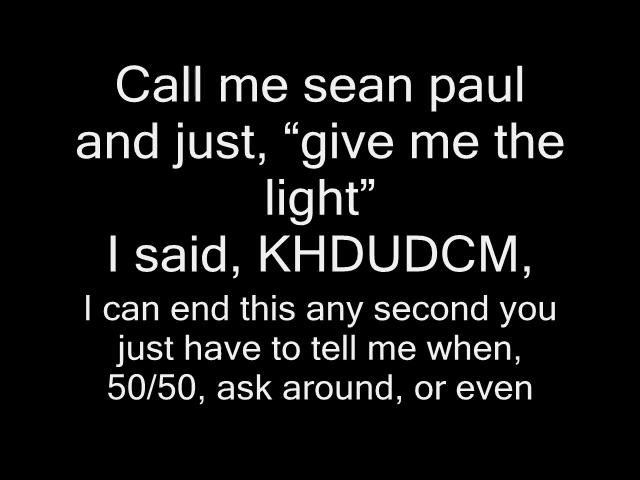 Call me sean paul
and just, “give me the
light”
I said, KHDUDCM,
I can end this any second you
just have to tell me when,
50/50, ask around, or even